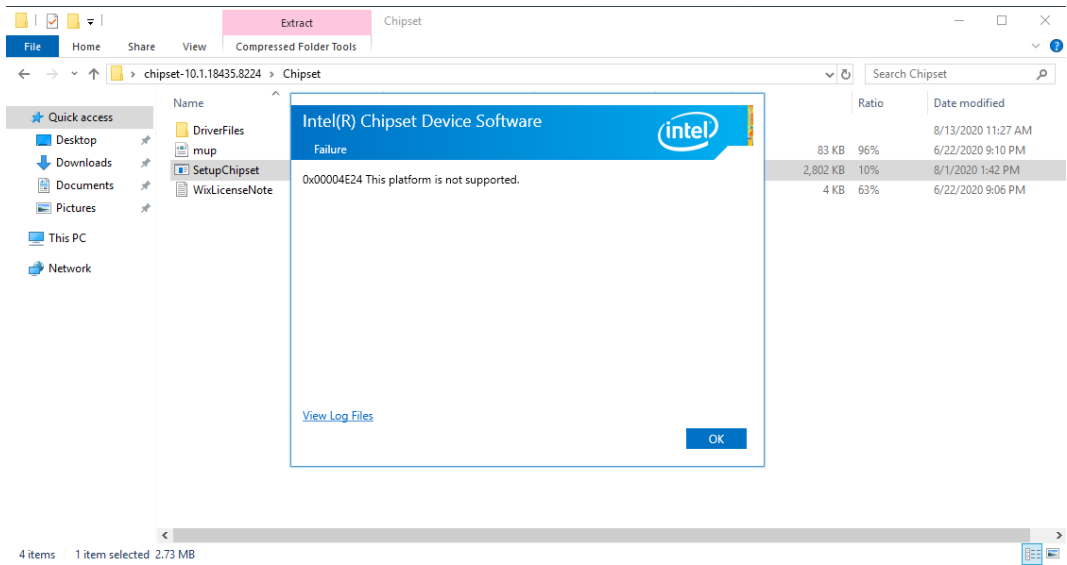 Extract
Chipset
File
Home
Share
View
Compressed Folder Tools
chipset-10.1.18435.8224 > Chipset
Search Chipset
Name
Ratio
Date modified
Quick access
Desktop
Downloads
Documents
Pictures
This PC
Network
DriverFiles 8/13/2020 11:27 AM
mup 83 KB 96% 6/22/2020 9:10 PM
SetupChipset 2,802 KB 10% 8/1/2020 1:42 PM
WixLicenseNote 4 KB 63% 6/22/2020 9:06 PM
Intel(R) Chipset Device Software
intel
Failure
0x00004E24 This platform is not supported.
View Log Files
OK
4 items 1 item selected 2.73 MB